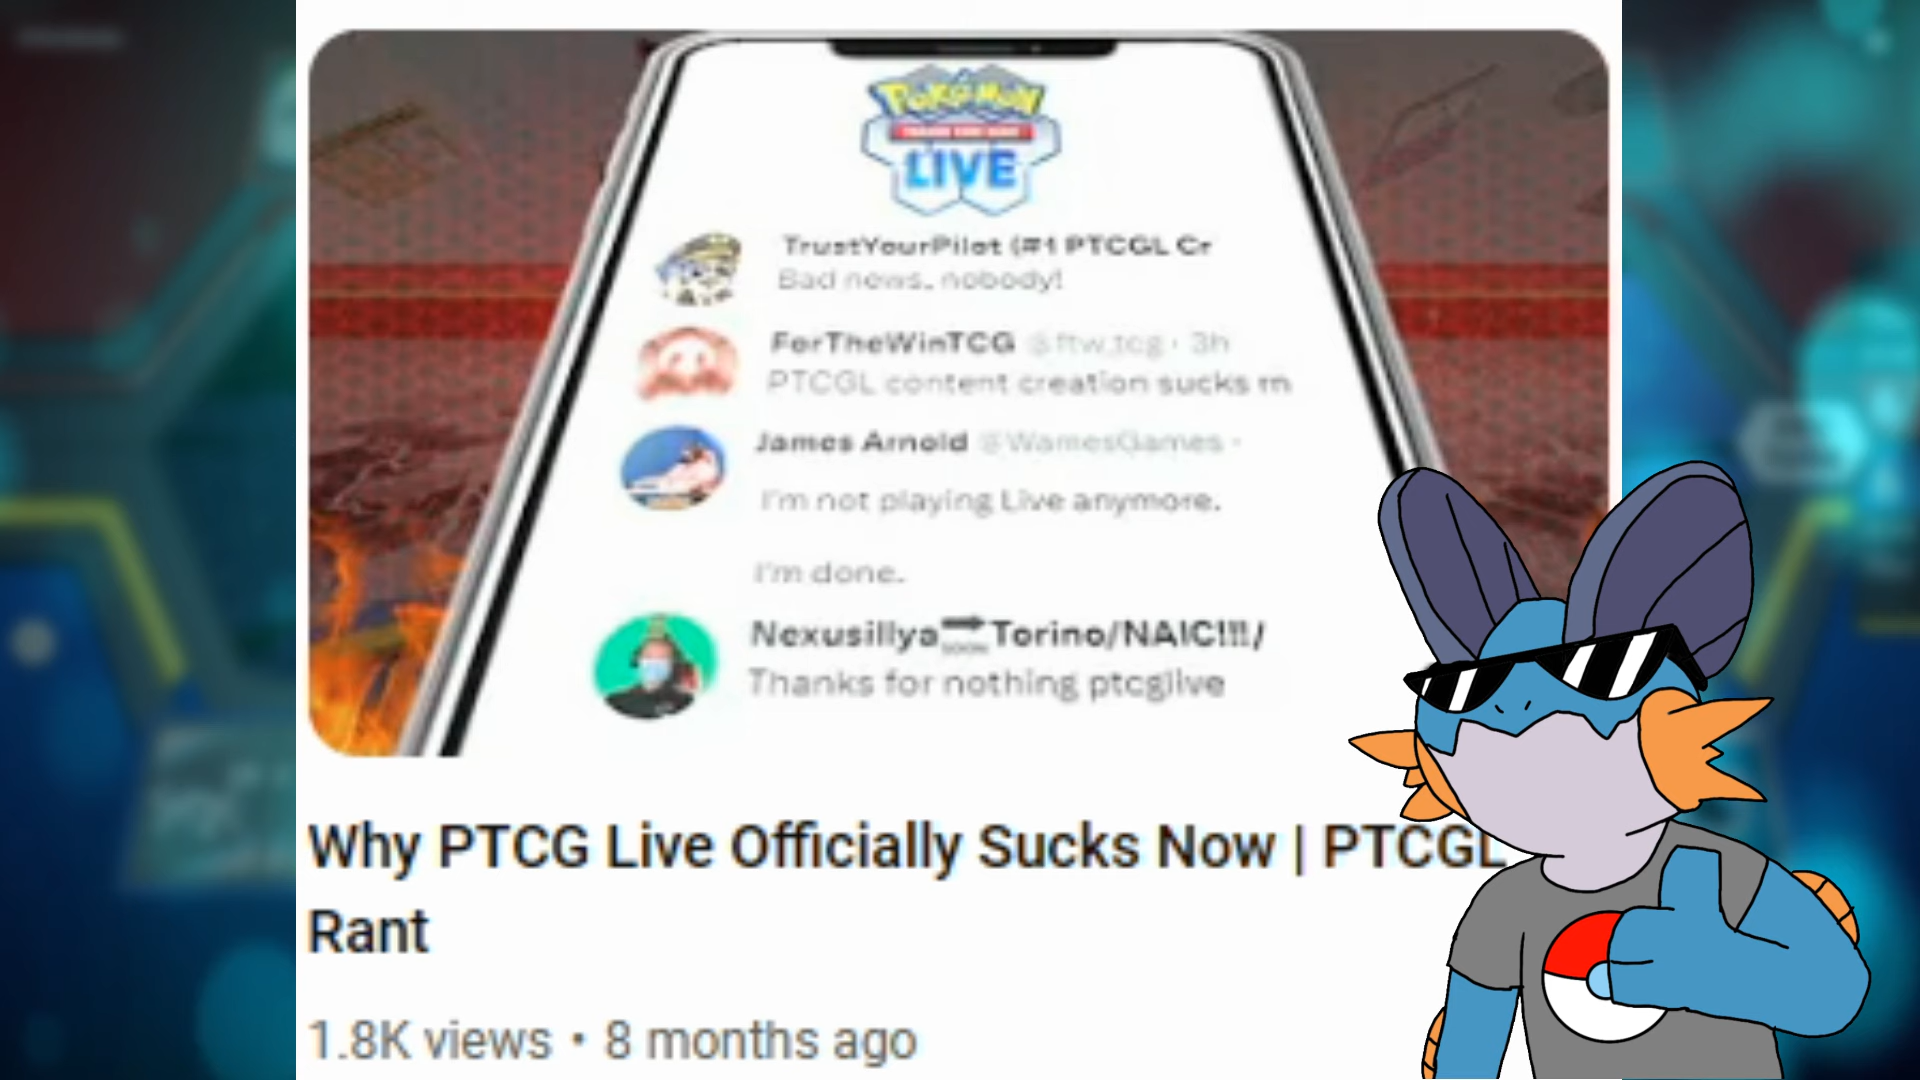 POKéMON
LIVE
TrustYourPilot (#1 PTCGL Cr
Bad news, nobody!
ForTheWinTCG @ftw_tcg · 3h
PTCGL content creation sucks rn
James Arnold @WamesGames ·
I'm not playing Live anymore.
I'm done.
Nexusillya SOON Torino/NAIC!!!/
Thanks for nothing ptcglive
Why PTCG Live Officially Sucks Now | PTCGL
Rant
1.8K views • 8 months ago